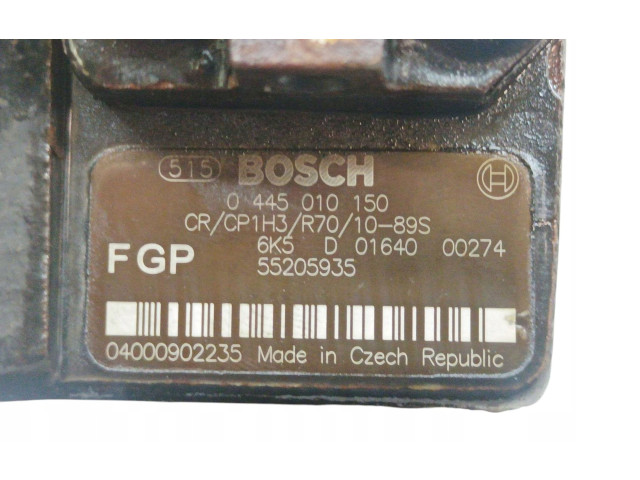 515 BOSCH
0 445 010 150
CR/CP1H3/R70/10-89S
6K5 D 01640 00274
FGP 55205935
04000902235 Made in Czech Republic